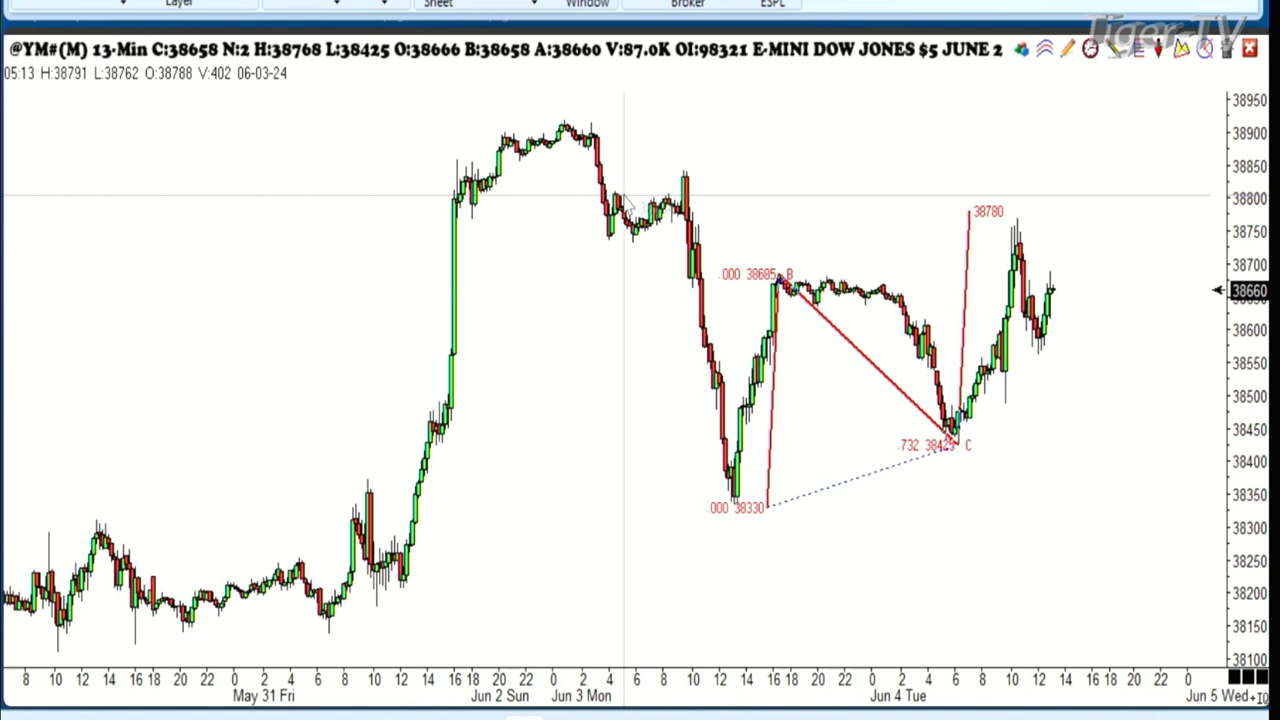 Layer Sheet Window Broker ESPL
Tiger-TV
@YM#(M) 13-Min C:38658 N:2 H:38768 L:38425 O:38666 B:38658 A:38660 V:87.0K OI:98321 E-MINI DOW JONES $5 JUNE 2
05:13 H:38791 L:38762 O:38788 V:402 06-03-24
38950
38900
38850
38800
38780
38750
38700
.000 38685 B
38660
38600
38550
38500
38450
.732 38425 C
38400
38350
.000 38330
38300
38250
38200
38150
38100
8 10 12 14 16 18 20 22 0 2 4 6 8 10 12 14 16 18 20 22 0 2 4 6 8 10 12 14 16 18 20 22 0 2 4 6 8 10 12 14 16 18 20 22 0
May 31 Fri Jun 2 Sun Jun 3 Mon Jun 4 Tue Jun 5 Wed